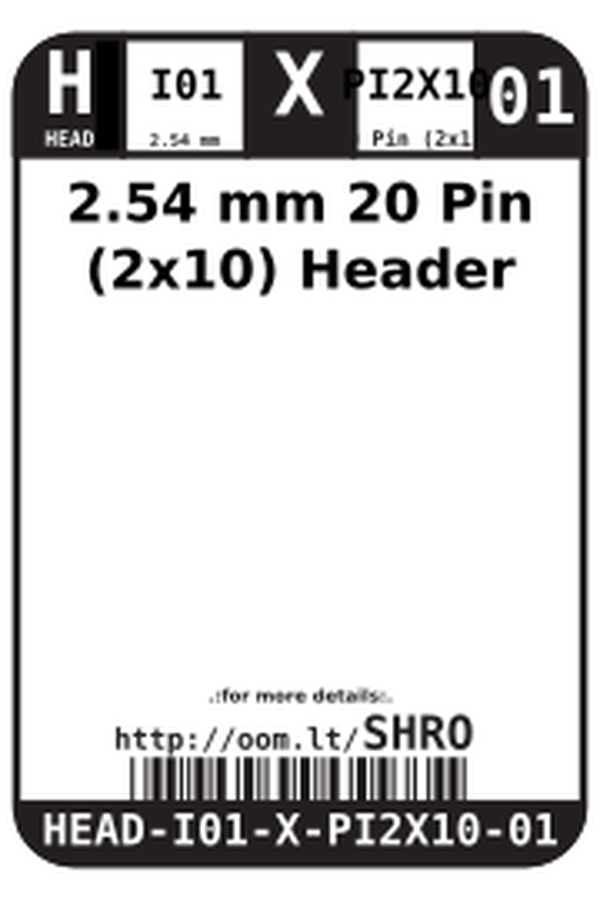 H I01 X PI2X10 01
HEAD 2.54 mm Pin (2x1
2.54 mm 20 Pin
(2x10) Header
.:for more details:.
http://oom.lt/SHRO
HEAD-I01-X-PI2X10-01